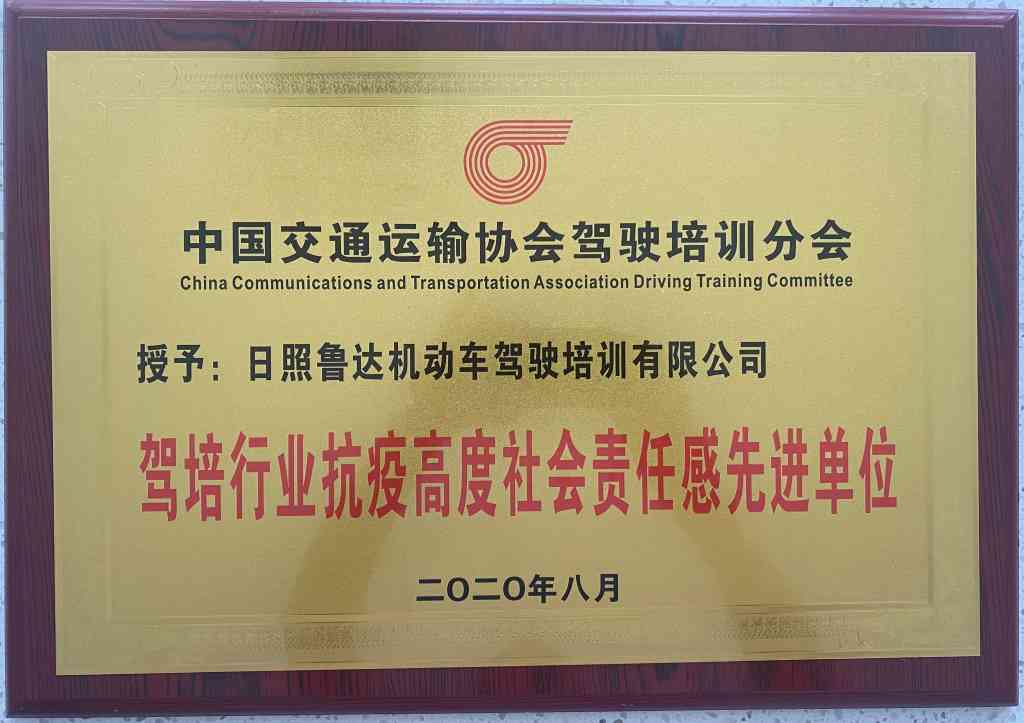 中国交通运输协会驾驶培训分会
China Communications and Transportation Association Driving Training Committee
授予：日照鲁达机动车驾驶培训有限公司
驾培行业抗疫高度社会责任感先进单位
二〇二〇年八月